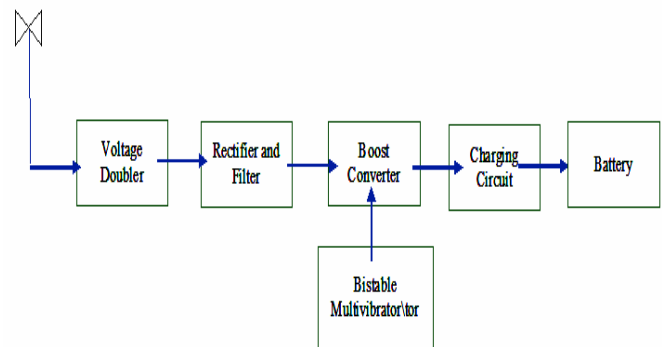 Voltage
Doubler
Rectifier and
Filter
Boost
Converter
Charging
Circuit
Battery
Bistable
Multivibrator\tor